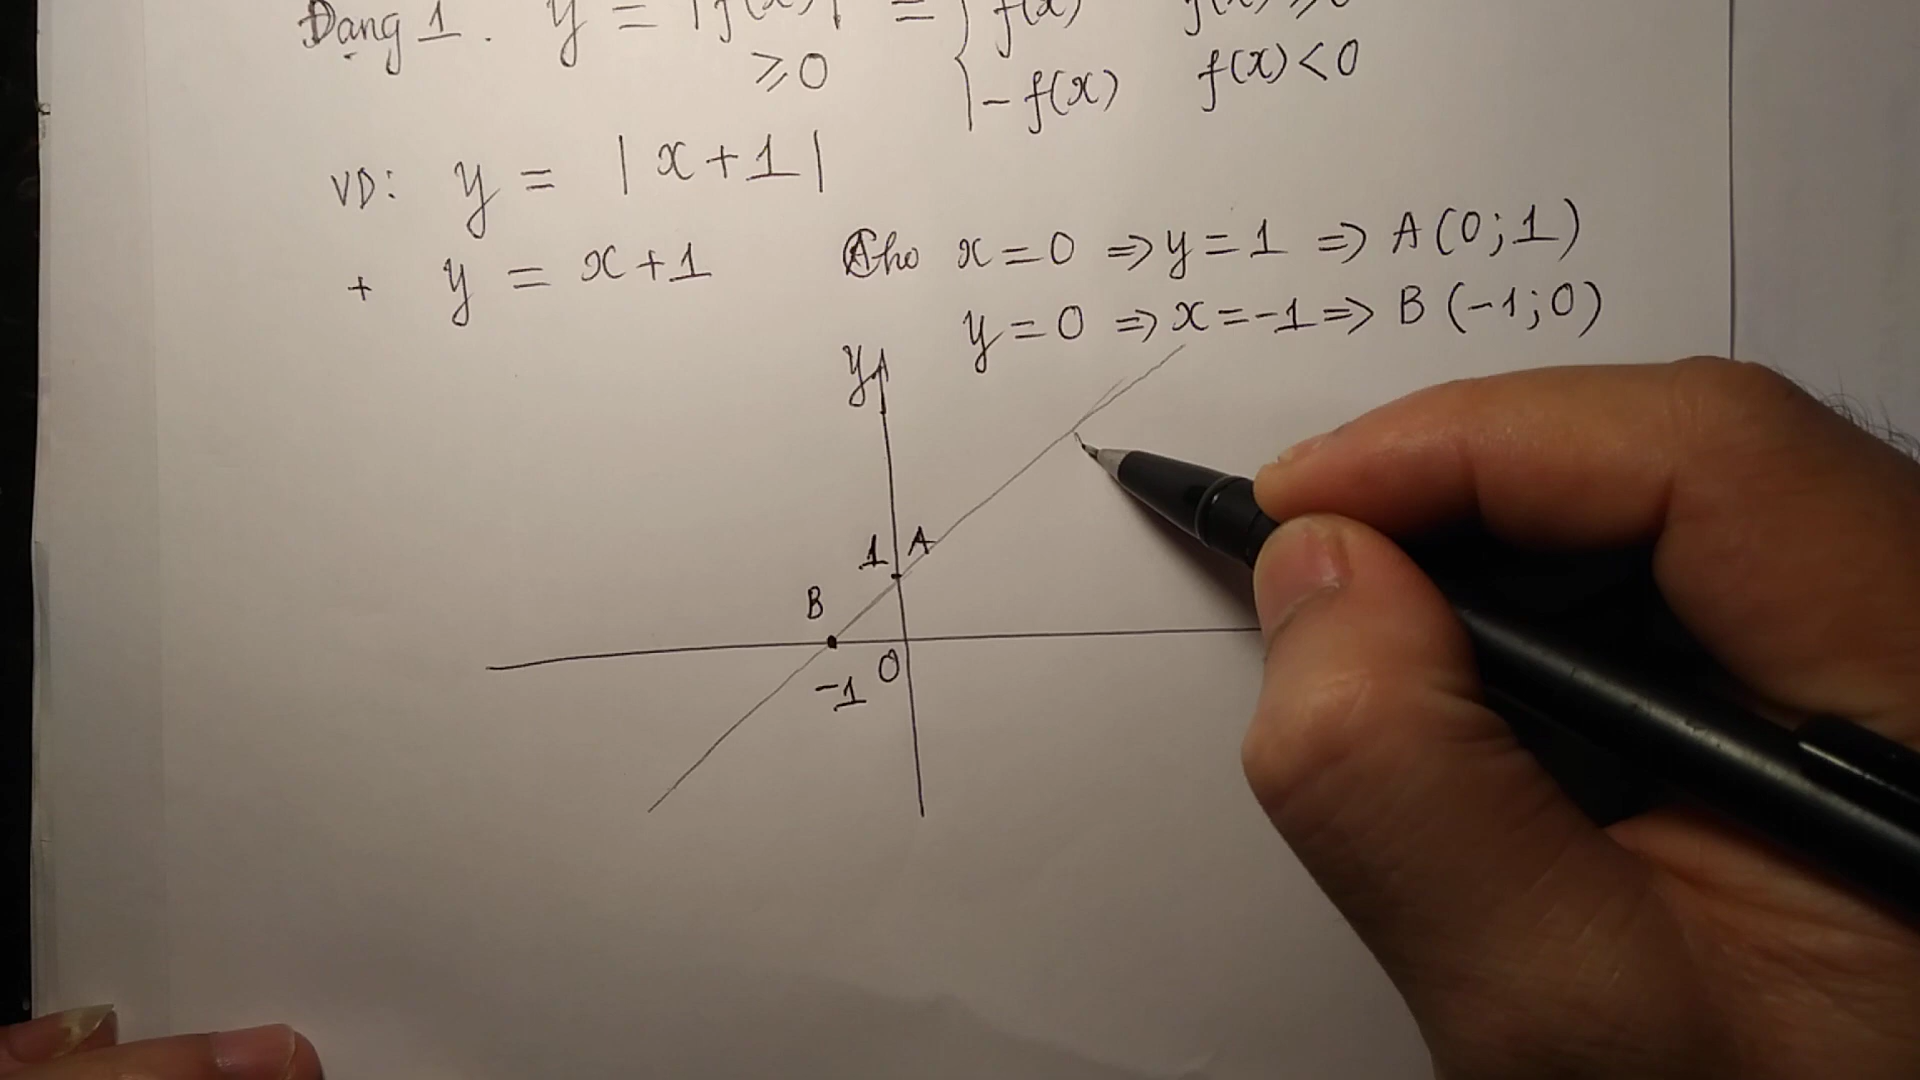 Dạng 1. y = |f(x)| = { f(x) f(x) ≥ 0
≥0 -f(x) f(x) < 0
VD: y = |x+1|
+ y = x+1 Cho x=0 => y=1 => A(0;1)
y=0 => x=-1 => B(-1;0)
y
1 A
B
-1 O